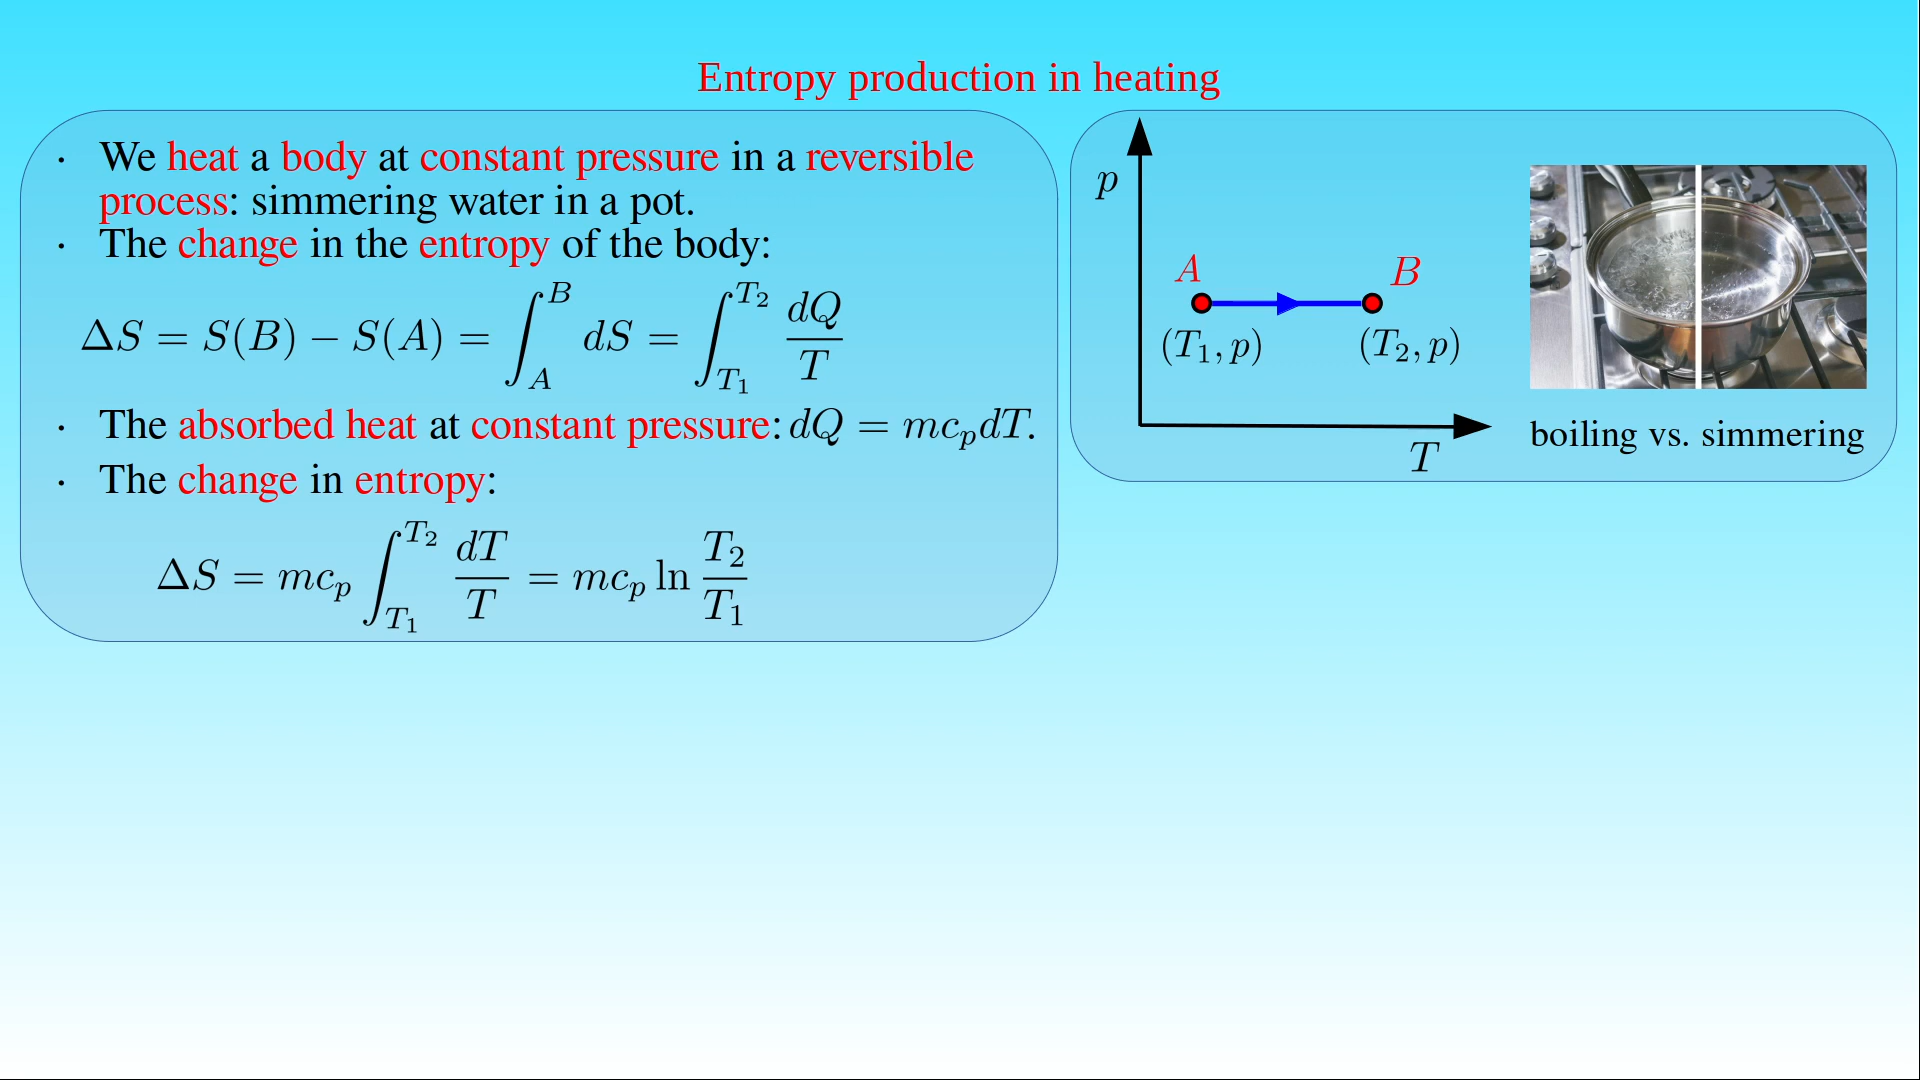 Entropy production in heating
· We heat a body at constant pressure in a reversible
process: simmering water in a pot.
· The change in the entropy of the body:
ΔS = S(B) − S(A) = ∫_A^B dS = ∫_{T_1}^{T_2} dQ/T
· The absorbed heat at constant pressure: dQ = mc_p dT.
· The change in entropy:
ΔS = mc_p ∫_{T_1}^{T_2} dT/T = mc_p ln T_2/T_1
p
A B
(T_1, p) (T_2, p)
T
boiling vs. simmering